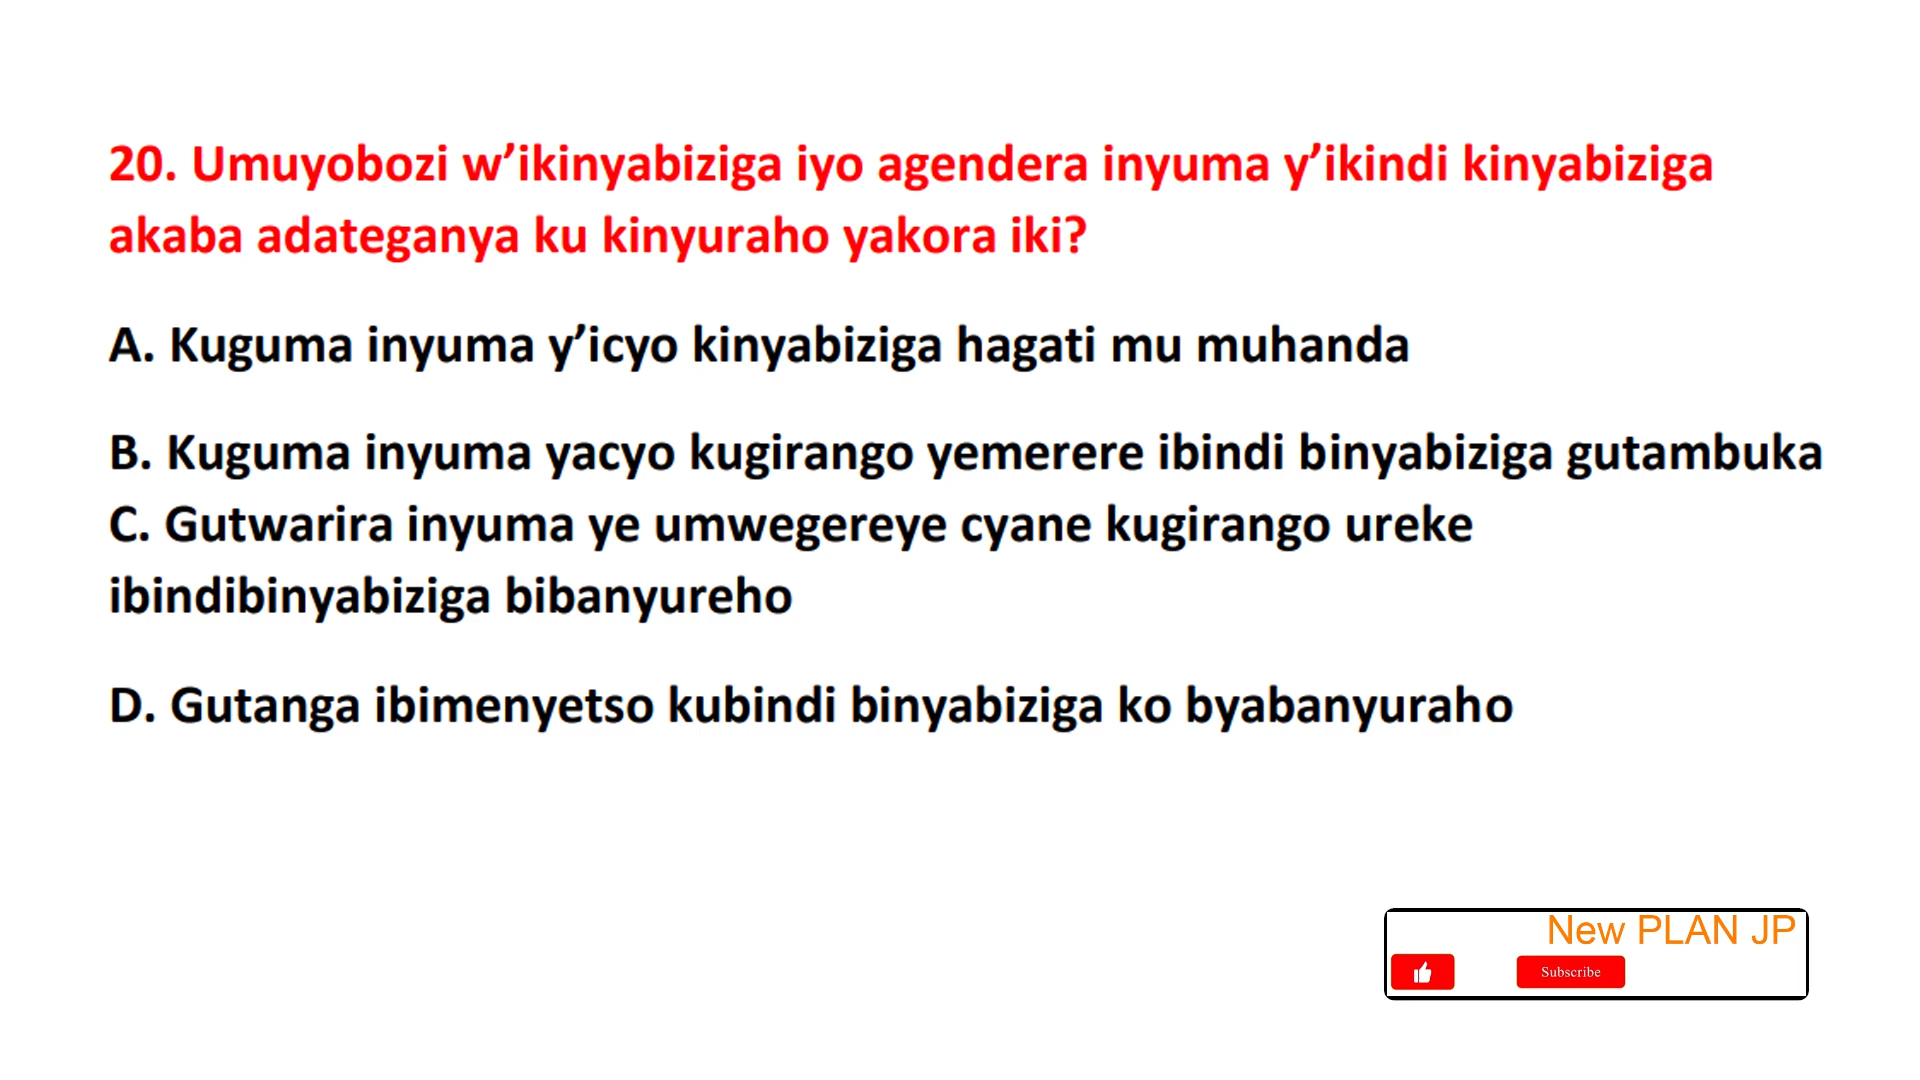 20. Umuyobozi w’ikinyabiziga iyo agendera inyuma y’ikindi kinyabiziga
akaba adateganya ku kinyuraho yakora iki?
A. Kuguma inyuma y’icyo kinyabiziga hagati mu muhanda
B. Kuguma inyuma yacyo kugirango yemerere ibindi binyabiziga gutambuka
C. Gutwarira inyuma ye umwegereye cyane kugirango ureke
ibindibinyabiziga bibanyureho
D. Gutanga ibimenyetso kubindi binyabiziga ko byabanyuraho
New PLAN JP
Subscribe